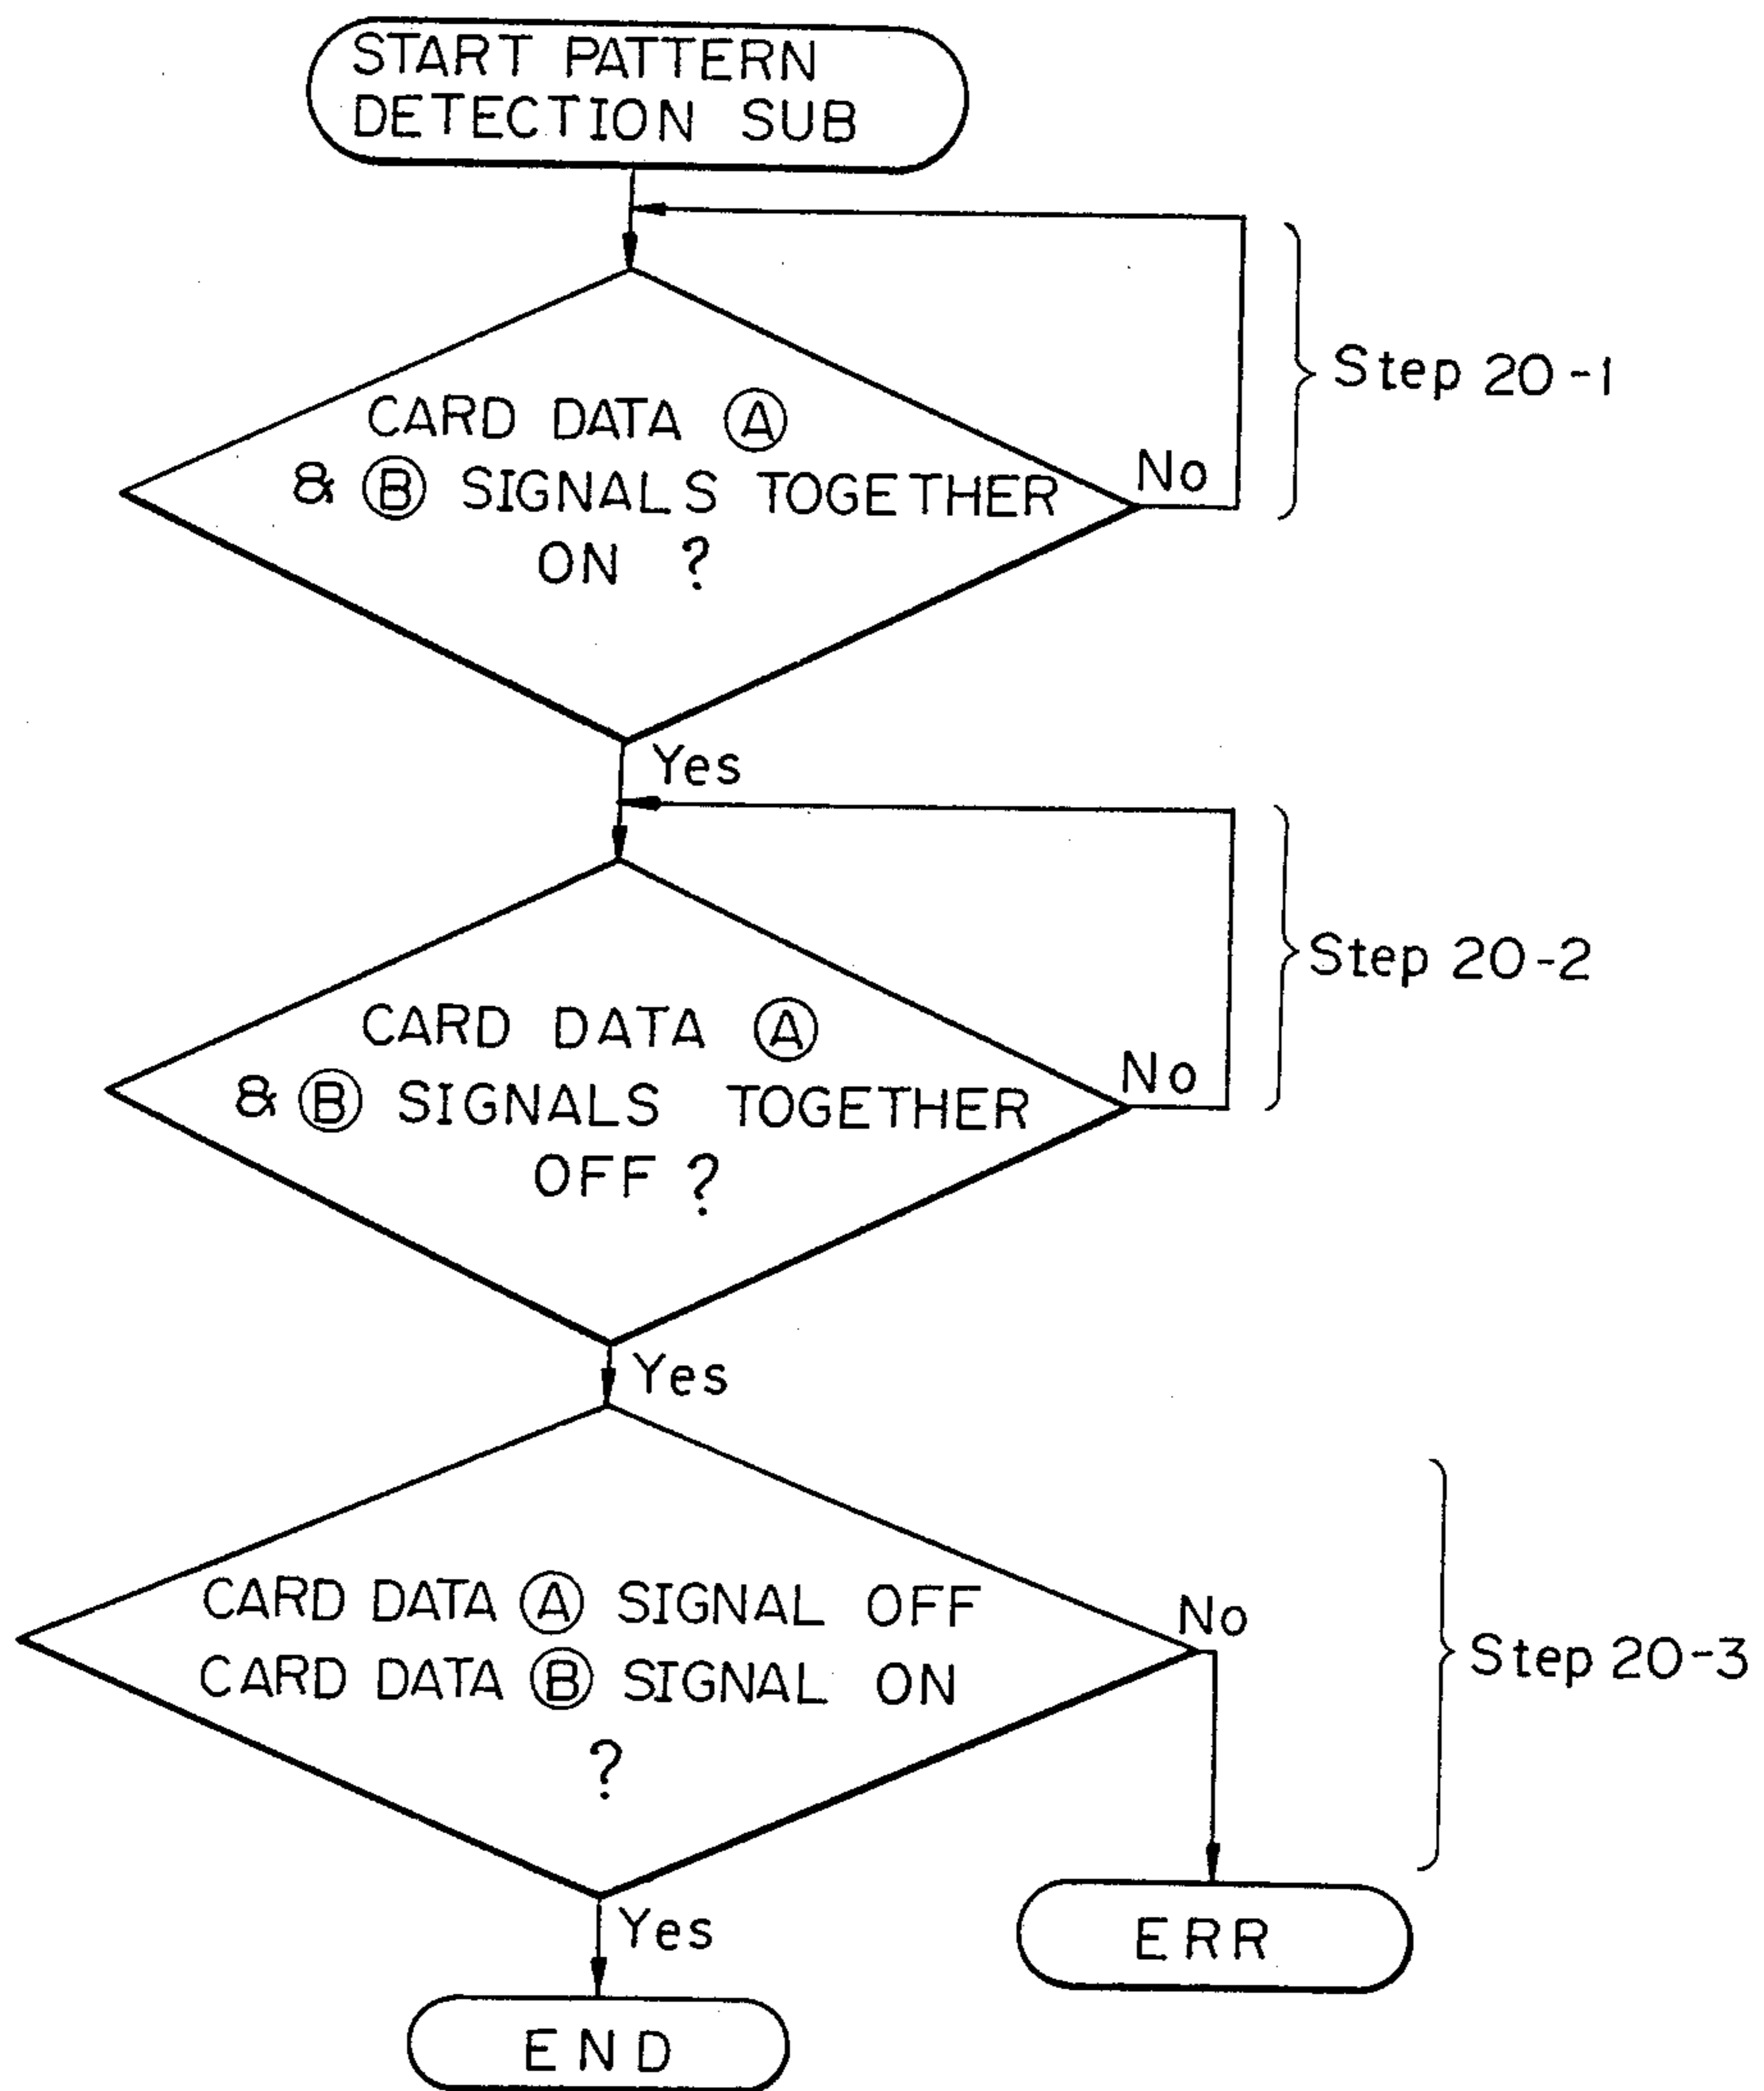 START PATTERN
DETECTION SUB
CARD DATA Ⓐ
& Ⓑ SIGNALS TOGETHER
ON ?
No
Step 20-1
Yes
CARD DATA Ⓐ
& Ⓑ SIGNALS TOGETHER
OFF ?
No
Step 20-2
Yes
CARD DATA Ⓐ SIGNAL OFF
CARD DATA Ⓑ SIGNAL ON
?
No
Step 20-3
Yes
ERR
END